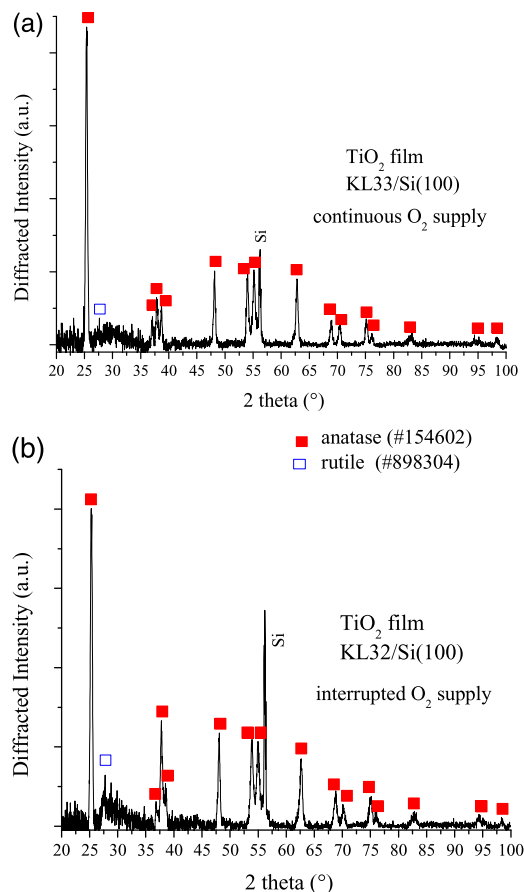 (a)
Diffracted Intensity (a.u.)
TiO₂ film
KL33/Si(100)
continuous O₂ supply
Si
20 25 30 35 40 45 50 55 60 65 70 75 80 85 90 95 100
2 theta (°)
anatase (#154602)
rutile (#898304)
(b)
Diffracted Intensity (a.u.)
TiO₂ film
KL32/Si(100)
interrupted O₂ supply
Si
20 25 30 35 40 45 50 55 60 65 70 75 80 85 90 95 100
2 theta (°)